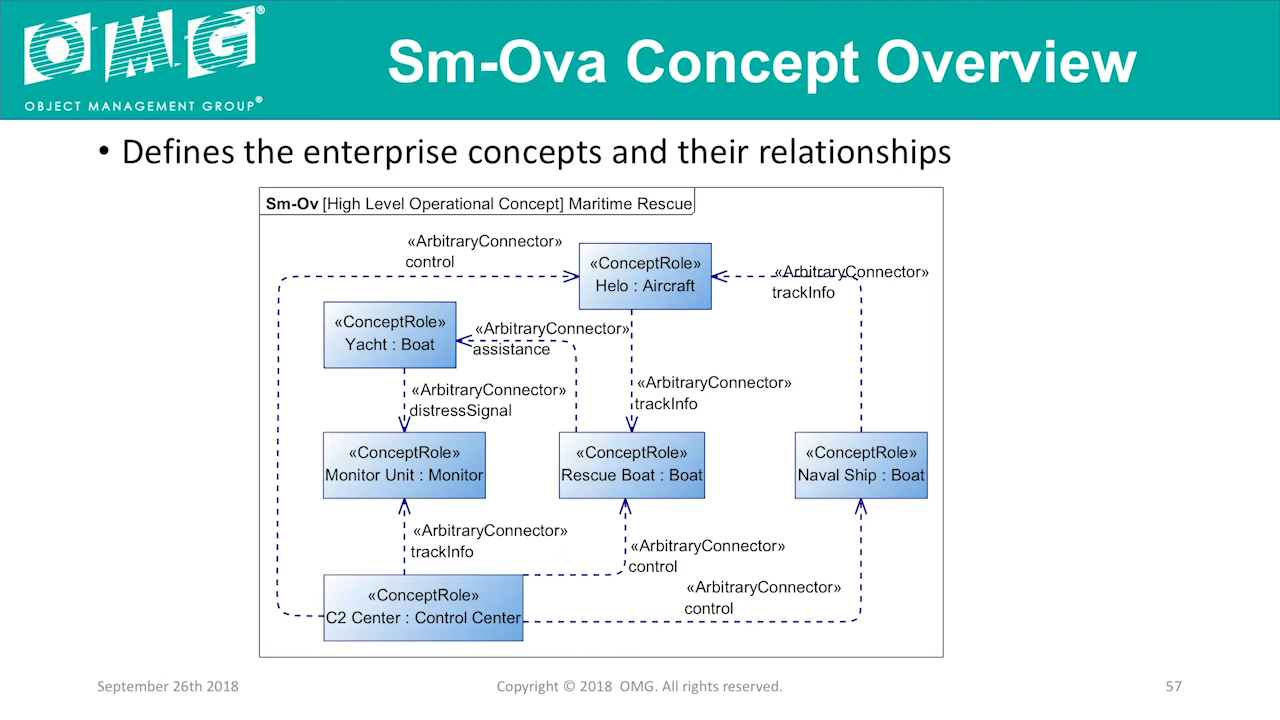 OMG®
OBJECT MANAGEMENT GROUP®
Sm-Ova Concept Overview
• Defines the enterprise concepts and their relationships
Sm-Ov [High Level Operational Concept] Maritime Rescue
«ArbitraryConnector»
control
«ConceptRole»
Helo : Aircraft
«ArbitraryConnector»
trackInfo
«ConceptRole»
Yacht : Boat
«ArbitraryConnector»
assistance
«ArbitraryConnector»
distressSignal
«ArbitraryConnector»
trackInfo
«ConceptRole»
Monitor Unit : Monitor
«ConceptRole»
Rescue Boat : Boat
«ConceptRole»
Naval Ship : Boat
«ArbitraryConnector»
trackInfo
«ArbitraryConnector»
control
«ArbitraryConnector»
control
«ConceptRole»
C2 Center : Control Center
September 26th 2018
Copyright © 2018 OMG. All rights reserved.
57